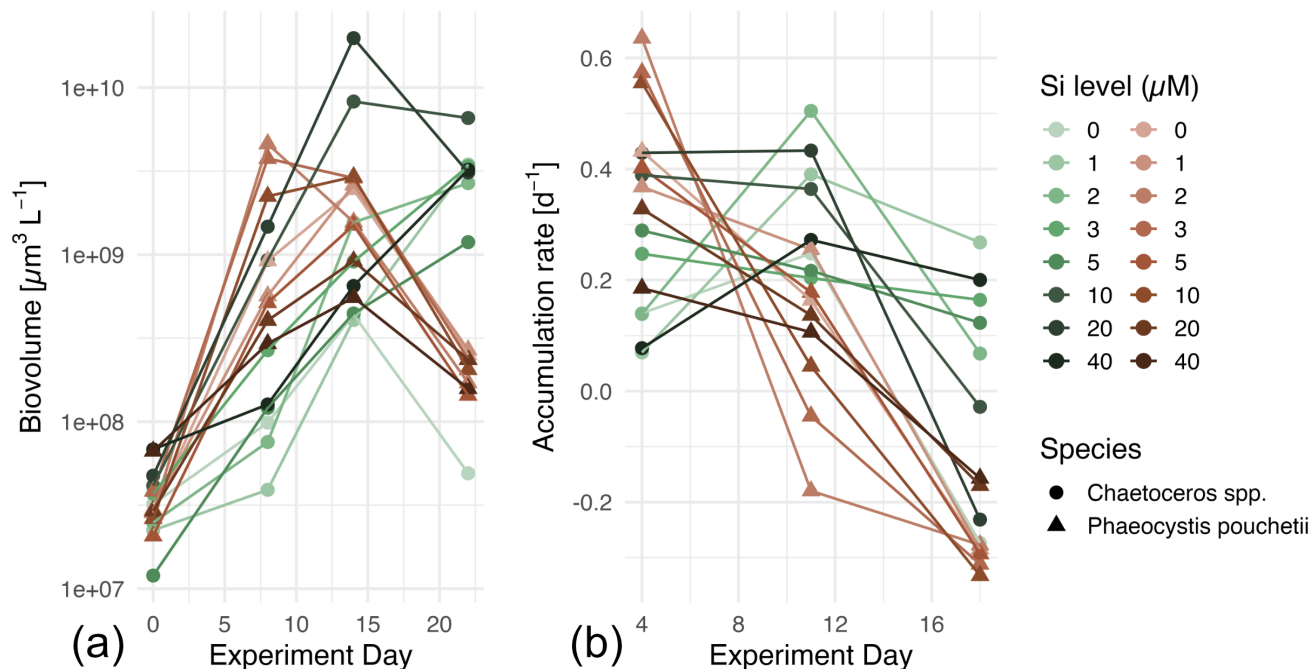 Biovolume [µm³ L⁻¹]
1e+10
1e+09
1e+08
1e+07
0 5 10 15 20
(a) Experiment Day
Accumulation rate [d⁻¹]
0.6
0.4
0.2
0.0
-0.2
4 8 12 16
(b) Experiment Day
Si level (µM)
0 0
1 1
2 2
3 3
5 5
10 10
20 20
40 40
Species
Chaetoceros spp.
Phaeocystis pouchetii